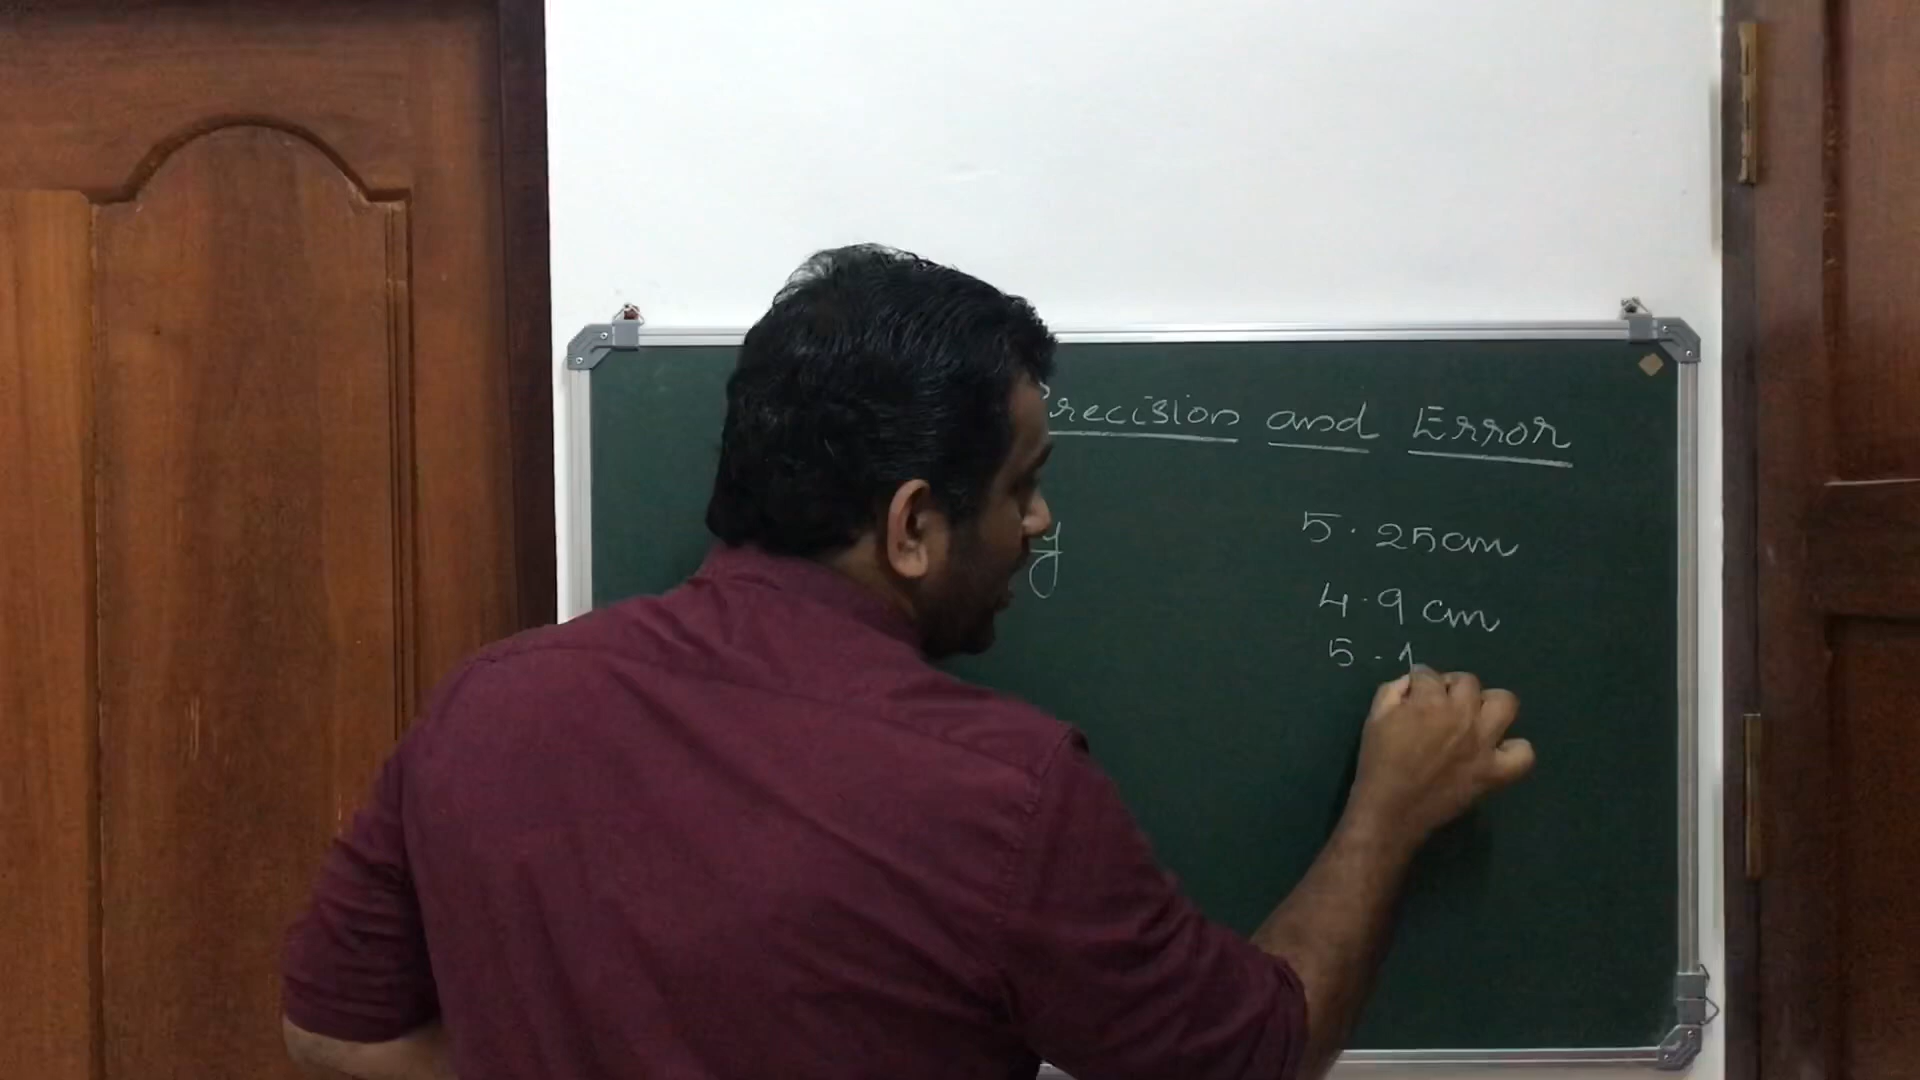 Precision and Error
y
5.25cm
4.9 cm
5.1